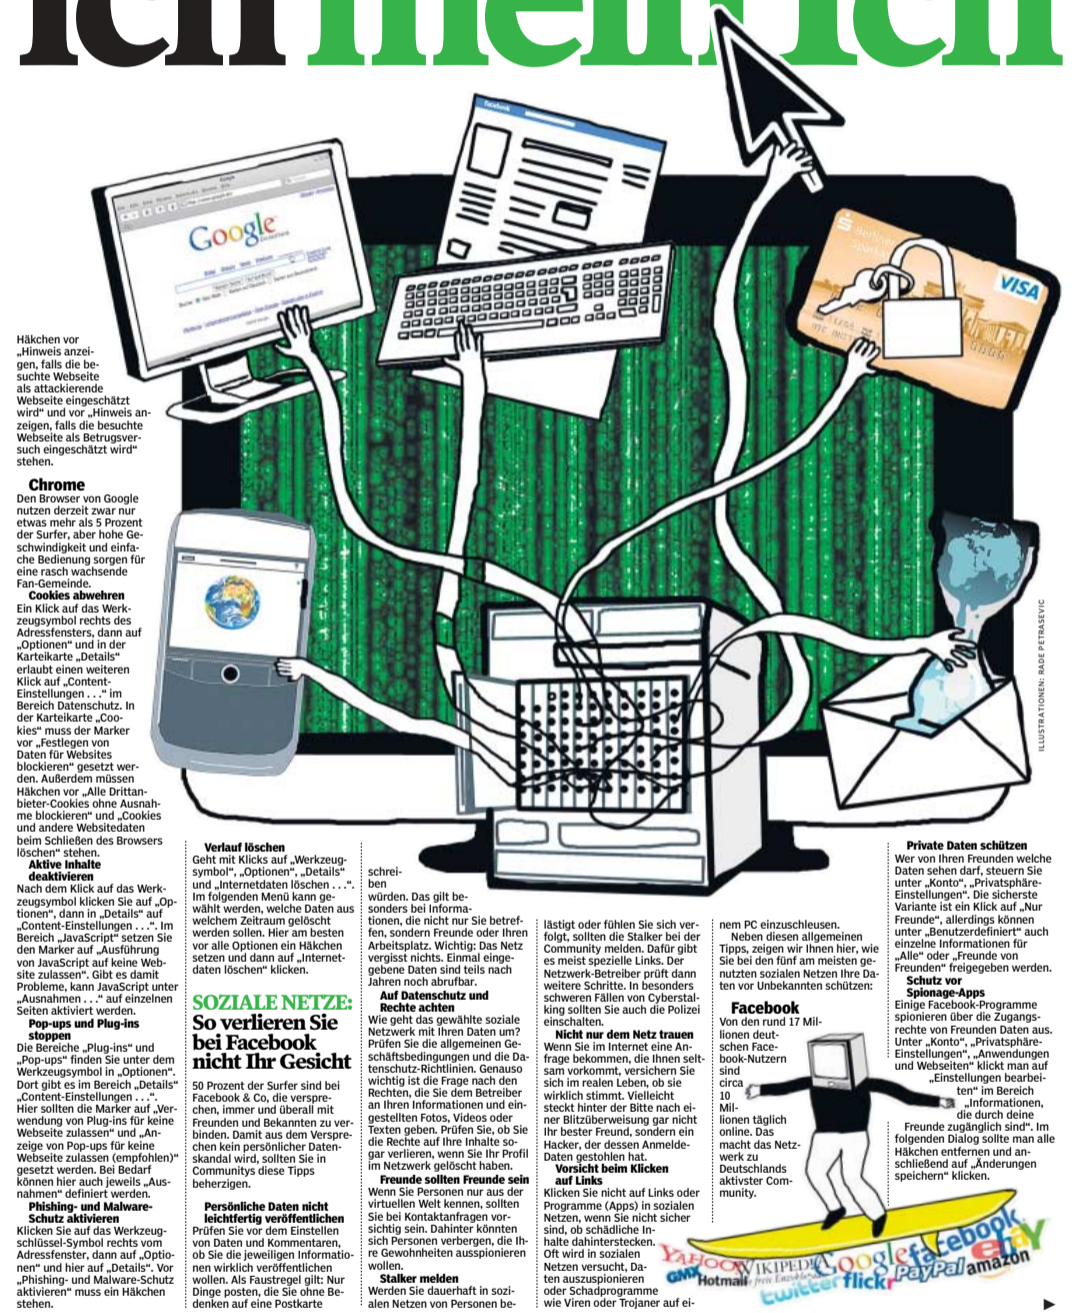 ich mein ich
Häkchen vor
„Hinweis anzei-
gen, falls die be-
suchte Webseite
als attackierende
Webseite eingeschätzt
wird“ und vor „Hinweis an-
zeigen, falls die besuchte
Webseite als Betrugsver-
such eingeschätzt wird“
stehen.
Chrome
Den Browser von Google
nutzen derzeit zwar nur
etwas mehr als 5 Prozent
der Surfer, aber hohe Ge-
schwindigkeit und einfa-
che Bedienung sorgen für
eine rasch wachsende
Fan-Gemeinde.
Cookies abwehren
Ein Klick auf das Werk-
zeugsymbol rechts des
Adressfensters, dann auf
„Optionen“ und in der
Karteikarte „Details“
erlaubt einen weiteren
Klick auf „Content-
Einstellungen . . .“ im
Bereich Datenschutz. In
der Karteikarte „Coo-
kies“ muss der Marker
vor „Festlegen von
Daten für Websites
blockieren“ gesetzt wer-
den. Außerdem müssen
Häkchen vor „Alle Drittan-
bieter-Cookies ohne Ausnah-
me blockieren“ und „Cookies
und andere Websitedaten
beim Schließen des Browsers
löschen“ stehen.
Aktive Inhalte
deaktivieren
Nach dem Klick auf das Werk-
zeugsymbol klicken Sie auf „Op-
tionen“, dann in „Details“ auf
„Content-Einstellungen . . .“. Im
Bereich „JavaScript“ setzen Sie
den Marker auf „Ausführung
von JavaScript auf keine Web-
site zulassen“. Gibt es damit
Probleme, kann JavaScript unter
„Ausnahmen . . .“ auf einzelnen
Seiten aktiviert werden.
Pop-ups und Plug-ins
stoppen
Die Bereiche „Plug-ins“ und
„Pop-ups“ finden Sie unter dem
Werkzeugsymbol in „Optionen“.
Dort gibt es im Bereich „Details“
„Content-Einstellungen . . .“.
Hier sollten die Marker auf „Ver-
wendung von Plug-ins für keine
Webseite zulassen“ und „An-
zeige von Pop-ups für keine
Webseite zulassen (empfohlen)“
gesetzt werden. Bei Bedarf
können hier auch jeweils „Aus-
nahmen“ definiert werden.
Phishing- und Malware-
Schutz aktivieren
Klicken Sie auf das Werkzeug-
schlüssel-Symbol rechts vom
Adressfenster, dann auf „Optio-
nen“ und hier auf „Details“. Vor
„Phishing- und Malware-Schutz
aktivieren“ muss ein Häkchen
stehen.
Verlauf löschen
Geht mit Klicks auf „Werkzeug-
symbol“, „Optionen“, „Details“
und „Internetdaten löschen . . .“.
Im folgenden Menü kann ge-
wählt werden, welche Daten aus
welchem Zeitraum gelöscht
werden sollen. Hier am besten
vor alle Optionen ein Häkchen
setzen und dann auf „Internet-
daten löschen“ klicken.
SOZIALE NETZE:
So verlieren Sie
bei Facebook
nicht Ihr Gesicht
50 Prozent der Surfer sind bei
Facebook & Co, die verspre-
chen, immer und überall mit
Freunden und Bekannten zu ver-
binden. Damit aus dem Verspre-
chen kein persönlicher Daten-
skandal wird, sollten Sie in
Communitys diese Tipps
beherzigen.
Persönliche Daten nicht
leichtfertig veröffentlichen
Prüfen Sie vor dem Einstellen
von Daten und Kommentaren,
ob Sie die jeweiligen Informatio-
nen wirklich veröffentlichen
wollen. Als Faustregel gilt: Nur
Dinge posten, die Sie ohne Be-
denken auf eine Postkarte
schrei-
ben
würden. Das gilt be-
sonders bei Informa-
tionen, die nicht nur Sie betref-
fen, sondern Freunde oder Ihren
Arbeitsplatz. Wichtig: Das Netz
vergisst nichts. Einmal einge-
gebene Daten sind teils nach
Jahren noch abrufbar.
Auf Datenschutz und
Rechte achten
Wie geht das gewählte soziale
Netzwerk mit Ihren Daten um?
Prüfen Sie die allgemeinen Ge-
schäftsbedingungen und die Da-
tenschutz-Richtlinien. Genauso
wichtig ist die Frage nach den
Rechten, die Sie dem Betreiber
an Ihren Informationen und ein-
gestellten Fotos, Videos oder
Texten geben. Prüfen Sie, ob Sie
die Rechte auf Ihre Inhalte so-
gar verlieren, wenn Sie Ihr Profil
im Netzwerk gelöscht haben.
Freunde sollten Freunde sein
Wenn Sie Personen nur aus der
virtuellen Welt kennen, sollten
Sie bei Kontaktanfragen vor-
sichtig sein. Dahinter könnten
sich Personen verbergen, die Ih-
re Gewohnheiten ausspionieren
wollen.
Stalker melden
Werden Sie dauerhaft in sozi-
alen Netzen von Personen be-
lästigt oder fühlen Sie sich ver-
folgt, sollten die Stalker bei der
Community melden. Dafür gibt
es meist spezielle Links. Der
Netzwerk-Betreiber prüft dann
weitere Schritte. In besonders
schweren Fällen von Cyberstal-
king sollten Sie auch die Polizei
einschalten.
Nicht nur dem Netz trauen
Wenn Sie im Internet eine An-
frage bekommen, die Ihnen selt-
sam vorkommt, versichern Sie
sich im realen Leben, ob sie
wirklich stimmt. Vielleicht
steckt hinter der Bitte nach ei-
ner Blitzüberweisung gar nicht
Ihr bester Freund, sondern ein
Hacker, der dessen Anmelde-
Daten gestohlen hat.
Vorsicht beim Klicken
auf Links
Klicken Sie nicht auf Links oder
Programme (Apps) in sozialen
Netzen, wenn Sie nicht sicher
sind, ob schädliche In-
halte dahinterstecken.
Oft wird in sozialen
Netzen versucht, Da-
ten auszuspionieren
oder Schadprogramme
wie Viren oder Trojaner auf ei-
nem PC einzuschleusen.
Neben diesen allgemeinen
Tipps, zeigen wir Ihnen hier, wie
Sie bei den fünf am meisten ge-
nutzten sozialen Netzen Ihre Da-
ten vor Unbekannten schützen:
Facebook
Von den rund 17 Mil-
lionen deut-
schen Face-
book-Nutzern
sind
circa
10
Mil-
lionen täglich
online. Das
macht das Netz-
werk zu
Deutschlands
aktivster Com-
munity.
Private Daten schützen
Wer von Ihren Freunden welche
Daten sehen darf, steuern Sie
unter „Konto“, „Privatsphäre-
Einstellungen“. Die sicherste
Variante ist ein Klick auf „Nur
Freunde“, allerdings können
unter „Benutzerdefiniert“ auch
einzelne Informationen für
„Alle“ oder „Freunde von
Freunden“ freigegeben werden.
Schutz vor
Spionage-Apps
Einige Facebook-Programme
spionieren über die Zugangs-
rechte von Freunden Daten aus.
Unter „Konto“, „Privatsphäre-
Einstellungen“, „Anwendungen
und Webseiten“ klickt man auf
„Einstellungen bearbei-
ten“ im Bereich
„Informationen,
die durch deine
Freunde zugänglich sind“. Im
folgenden Dialog sollte man alle
Häkchen entfernen und an-
schließend auf „Änderungen
speichern“ klicken.
ILLUSTRATIONEN: RADE PETRASEVIC
Google
facebook
Berliner
Sparkasse
VISA
YAHOO!
WIKIPEDIA
Google
facebook
ebay
GMX
Hotmail
twitter
flickr
PayPal
amazon